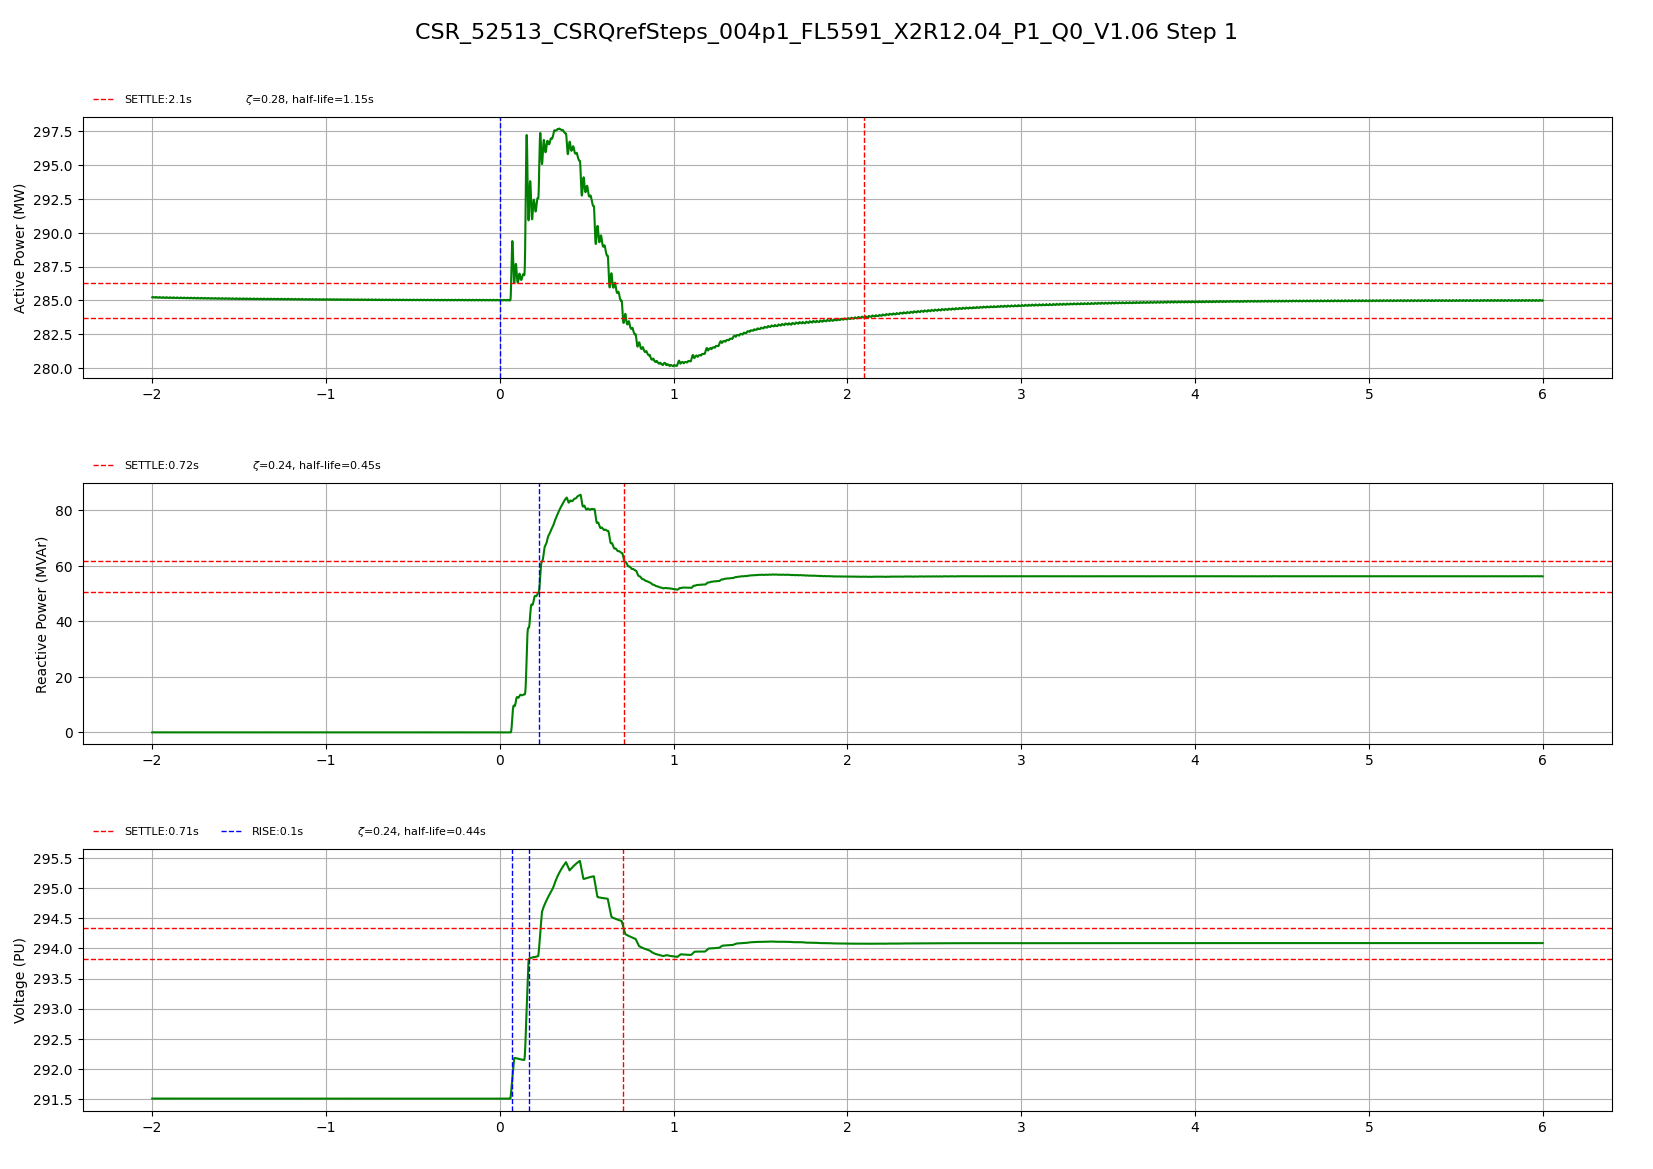 CSR_52513_CSRQrefSteps_004p1_FL5591_X2R12.04_P1_Q0_V1.06 Step 1
SETTLE:2.1s ζ=0.28, half-life=1.15s
Active Power (MW)
297.5
295.0
292.5
290.0
287.5
285.0
282.5
280.0
−2 −1 0 1 2 3 4 5 6
SETTLE:0.72s ζ=0.24, half-life=0.45s
Reactive Power (MVAr)
80
60
40
20
0
−2 −1 0 1 2 3 4 5 6
SETTLE:0.71s RISE:0.1s ζ=0.24, half-life=0.44s
Voltage (PU)
295.5
295.0
294.5
294.0
293.5
293.0
292.5
292.0
291.5
−2 −1 0 1 2 3 4 5 6